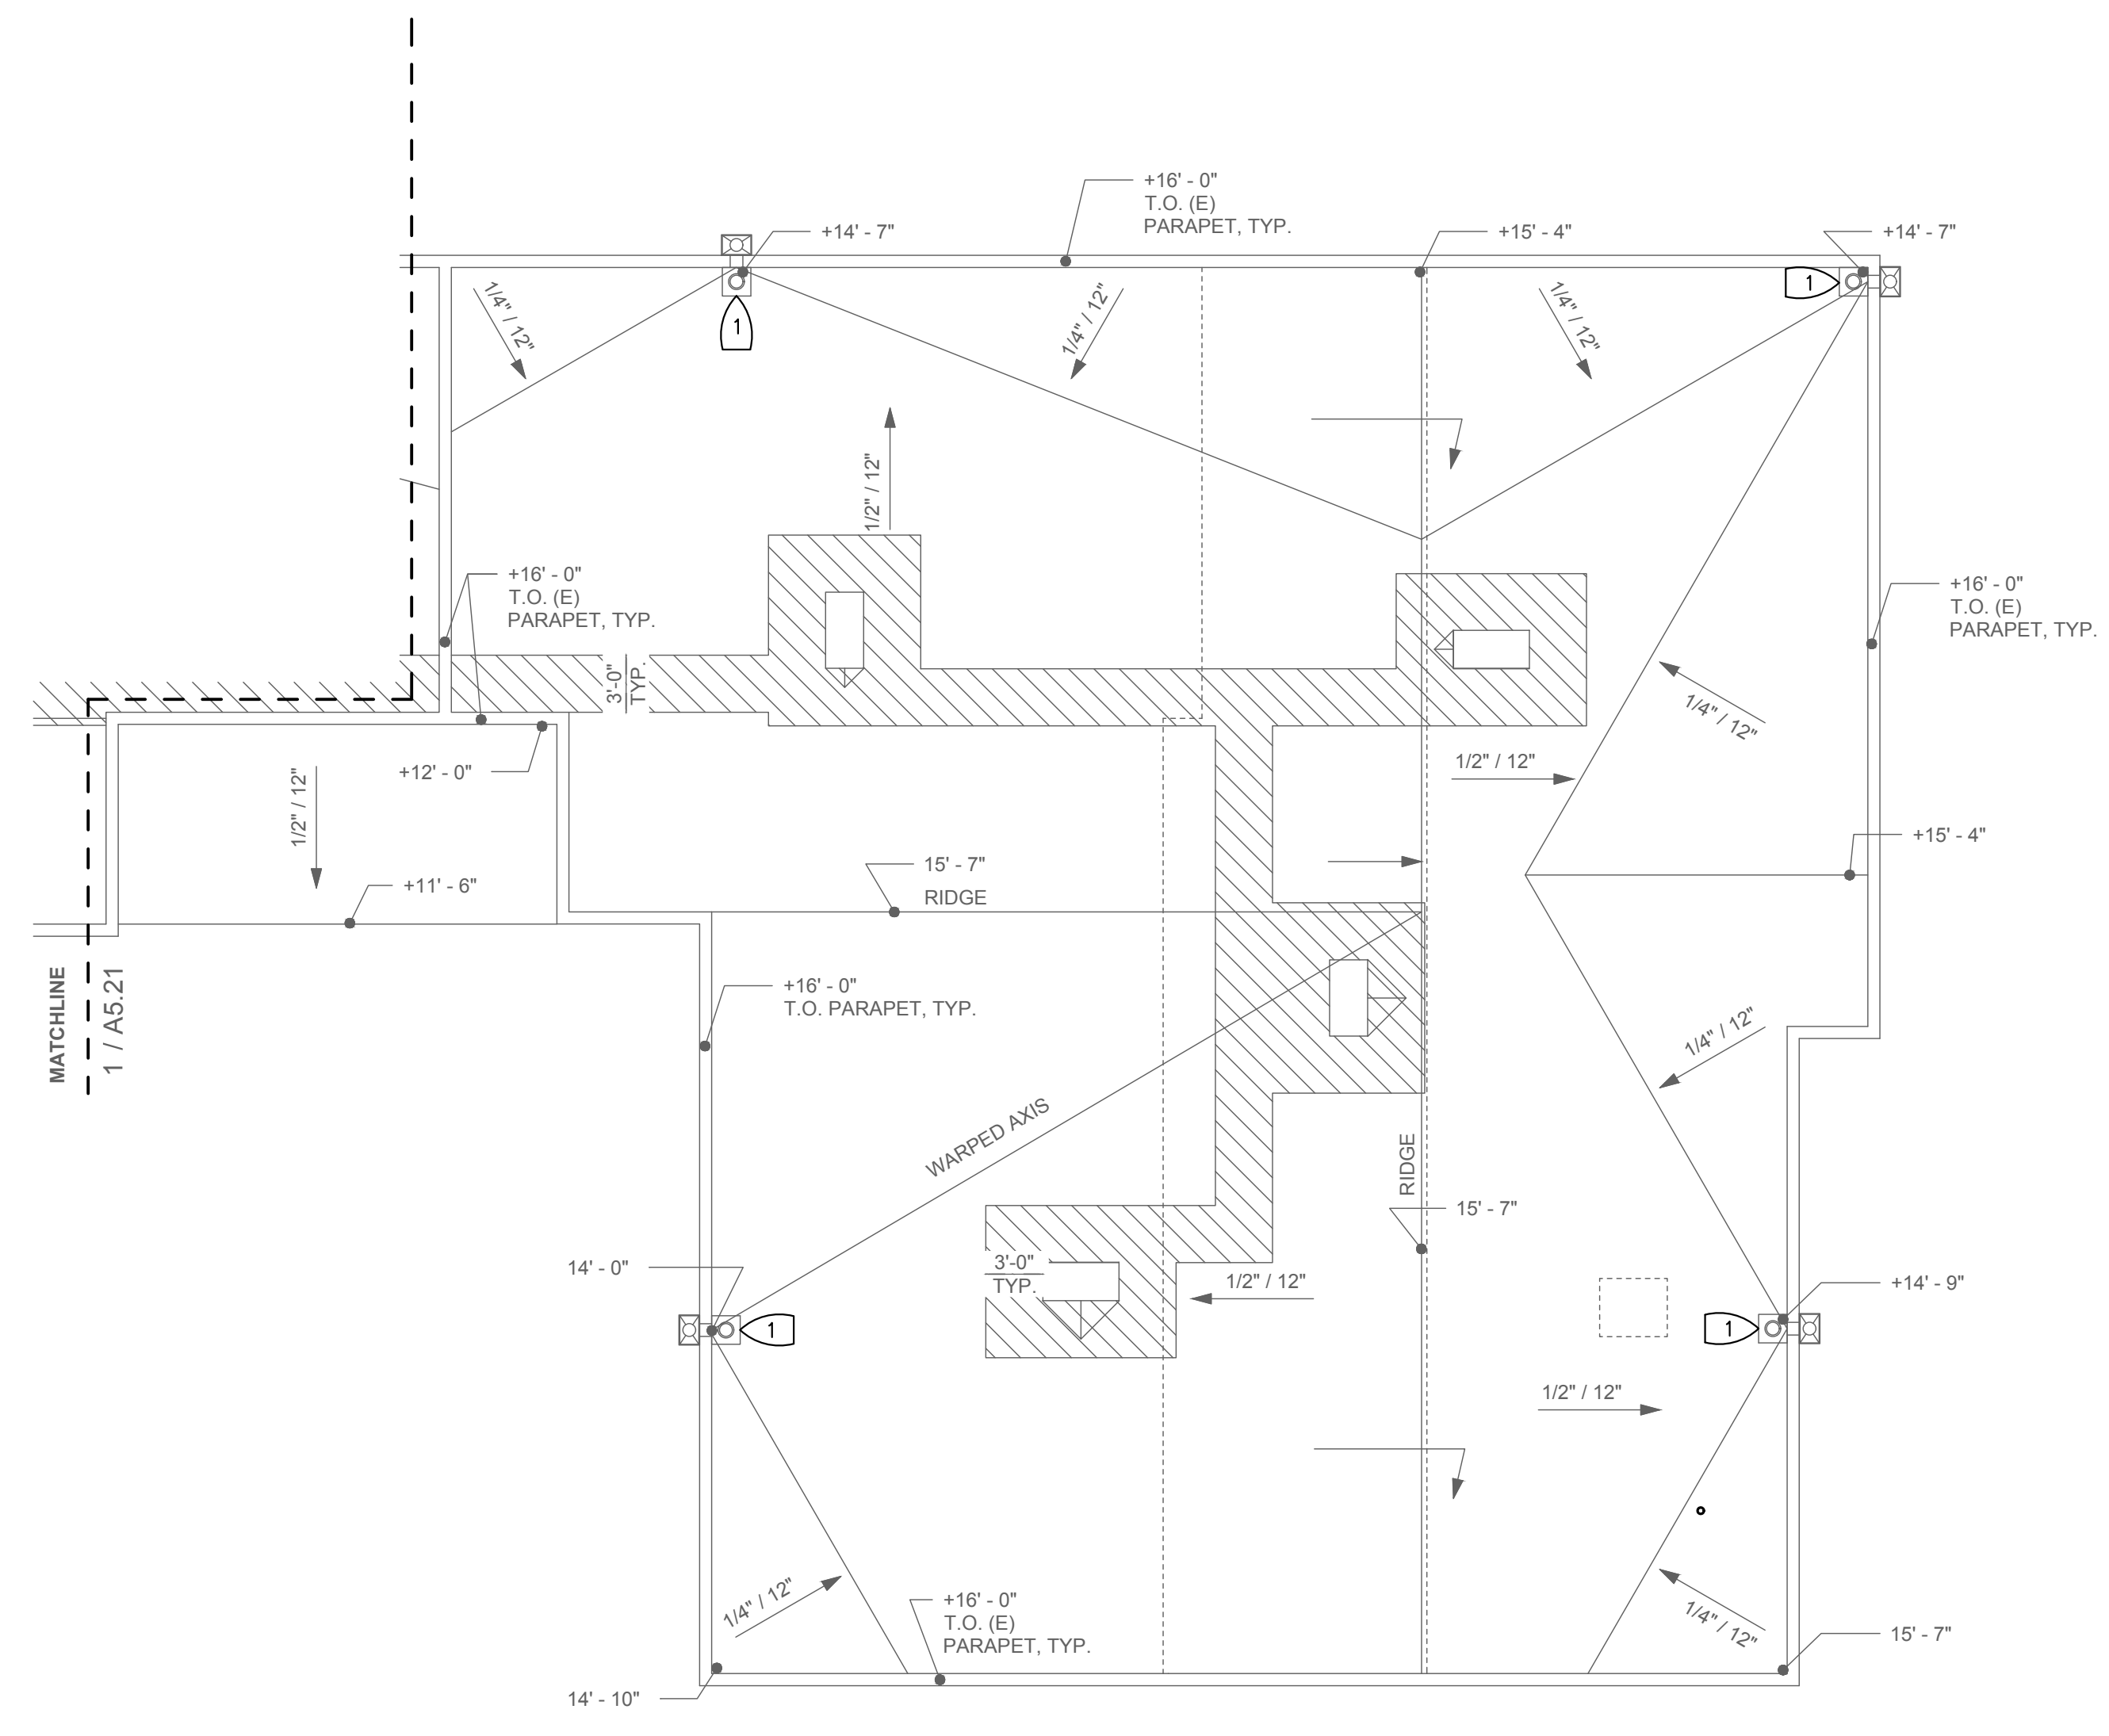 +16' - 0"
T.O. (E)
PARAPET, TYP.
+14' - 7"
+15' - 4"
+14' - 7"
1
1
1/4" / 12"
1/4" / 12"
1/4" / 12"
1/2" / 12"
+16' - 0"
T.O. (E)
PARAPET, TYP.
+16' - 0"
T.O. (E)
PARAPET, TYP.
3'-0"
TYP.
1/4" / 12"
+12' - 0"
1/2" / 12"
1/2" / 12"
+15' - 4"
15' - 7"
RIDGE
+11' - 6"
MATCHLINE
1 / A5.21
+16' - 0"
T.O. PARAPET, TYP.
1/4" / 12"
WARPED AXIS
RIDGE
15' - 7"
14' - 0"
3'-0"
TYP.
1/2" / 12"
+14' - 9"
1
1
1/2" / 12"
1/4" / 12"
+16' - 0"
T.O. (E)
PARAPET, TYP.
1/4" / 12"
15' - 7"
14' - 10"